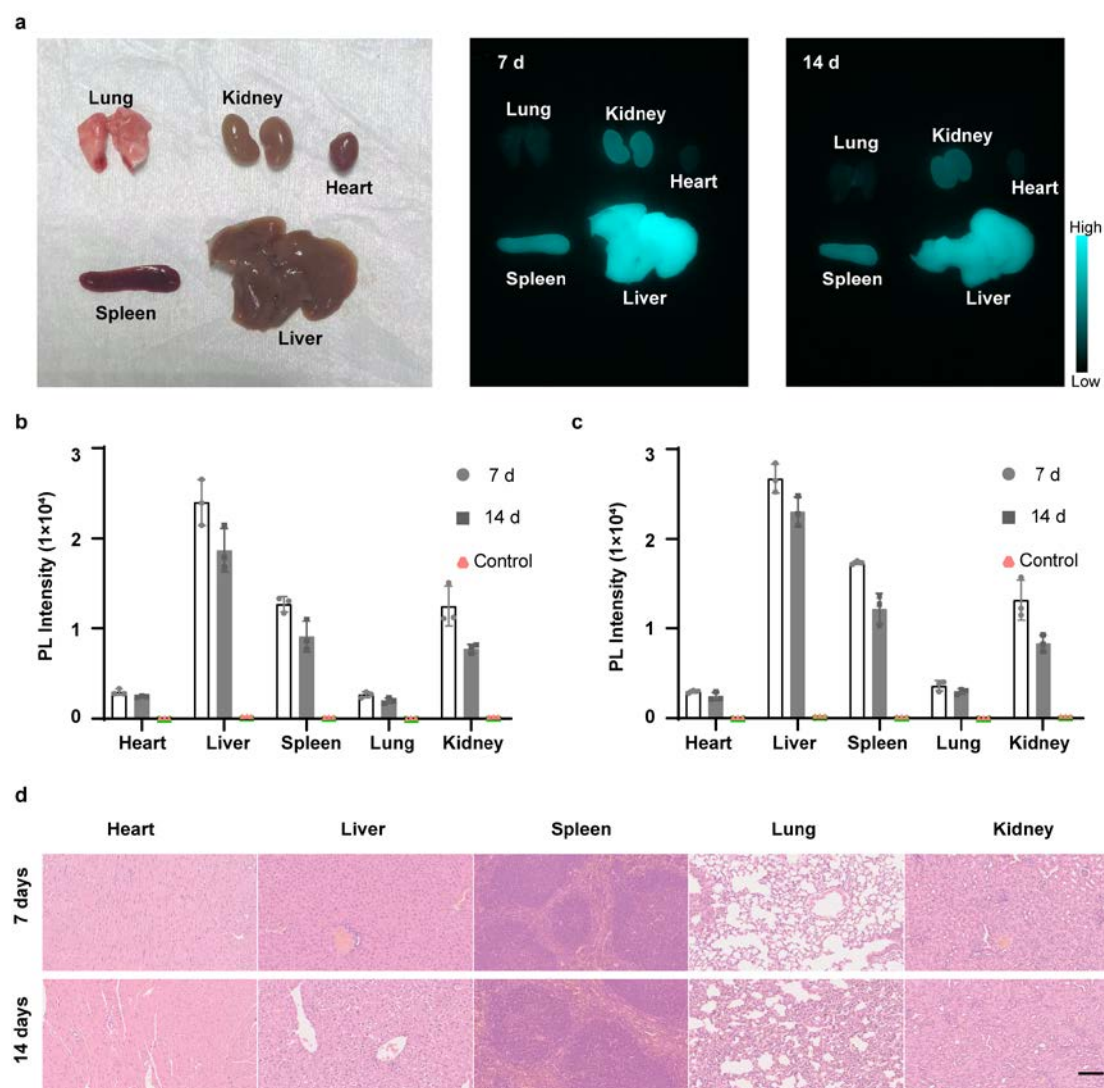 a
Lung
Kidney
Heart
Spleen
Liver
7 d
Lung
Kidney
Heart
Spleen
Liver
14 d
Lung
Kidney
Heart
Spleen
Liver
High
Low
b
PL Intensity (1×10⁴)
3
2
1
0
7 d
14 d
Control
Heart Liver Spleen Lung Kidney
c
PL Intensity (1×10⁴)
3
2
1
0
7 d
14 d
Control
Heart Liver Spleen Lung Kidney
d
Heart Liver Spleen Lung Kidney
7 days
14 days